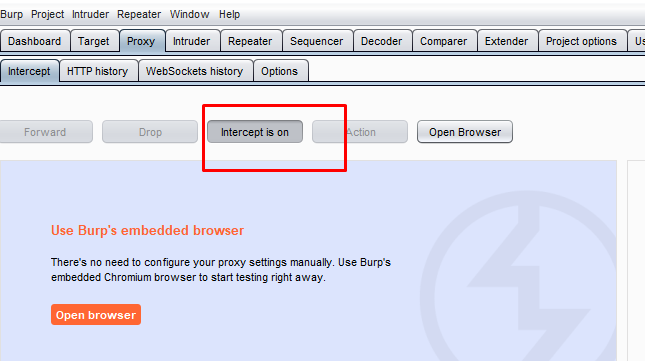 Burp Project Intruder Repeater Window Help
Dashboard Target Proxy Intruder Repeater Sequencer Decoder Comparer Extender Project options Us
Intercept HTTP history WebSockets history Options
Forward Drop Intercept is on Action Open Browser
Use Burp's embedded browser
There's no need to configure your proxy settings manually. Use Burp's
embedded Chromium browser to start testing right away.
Open browser